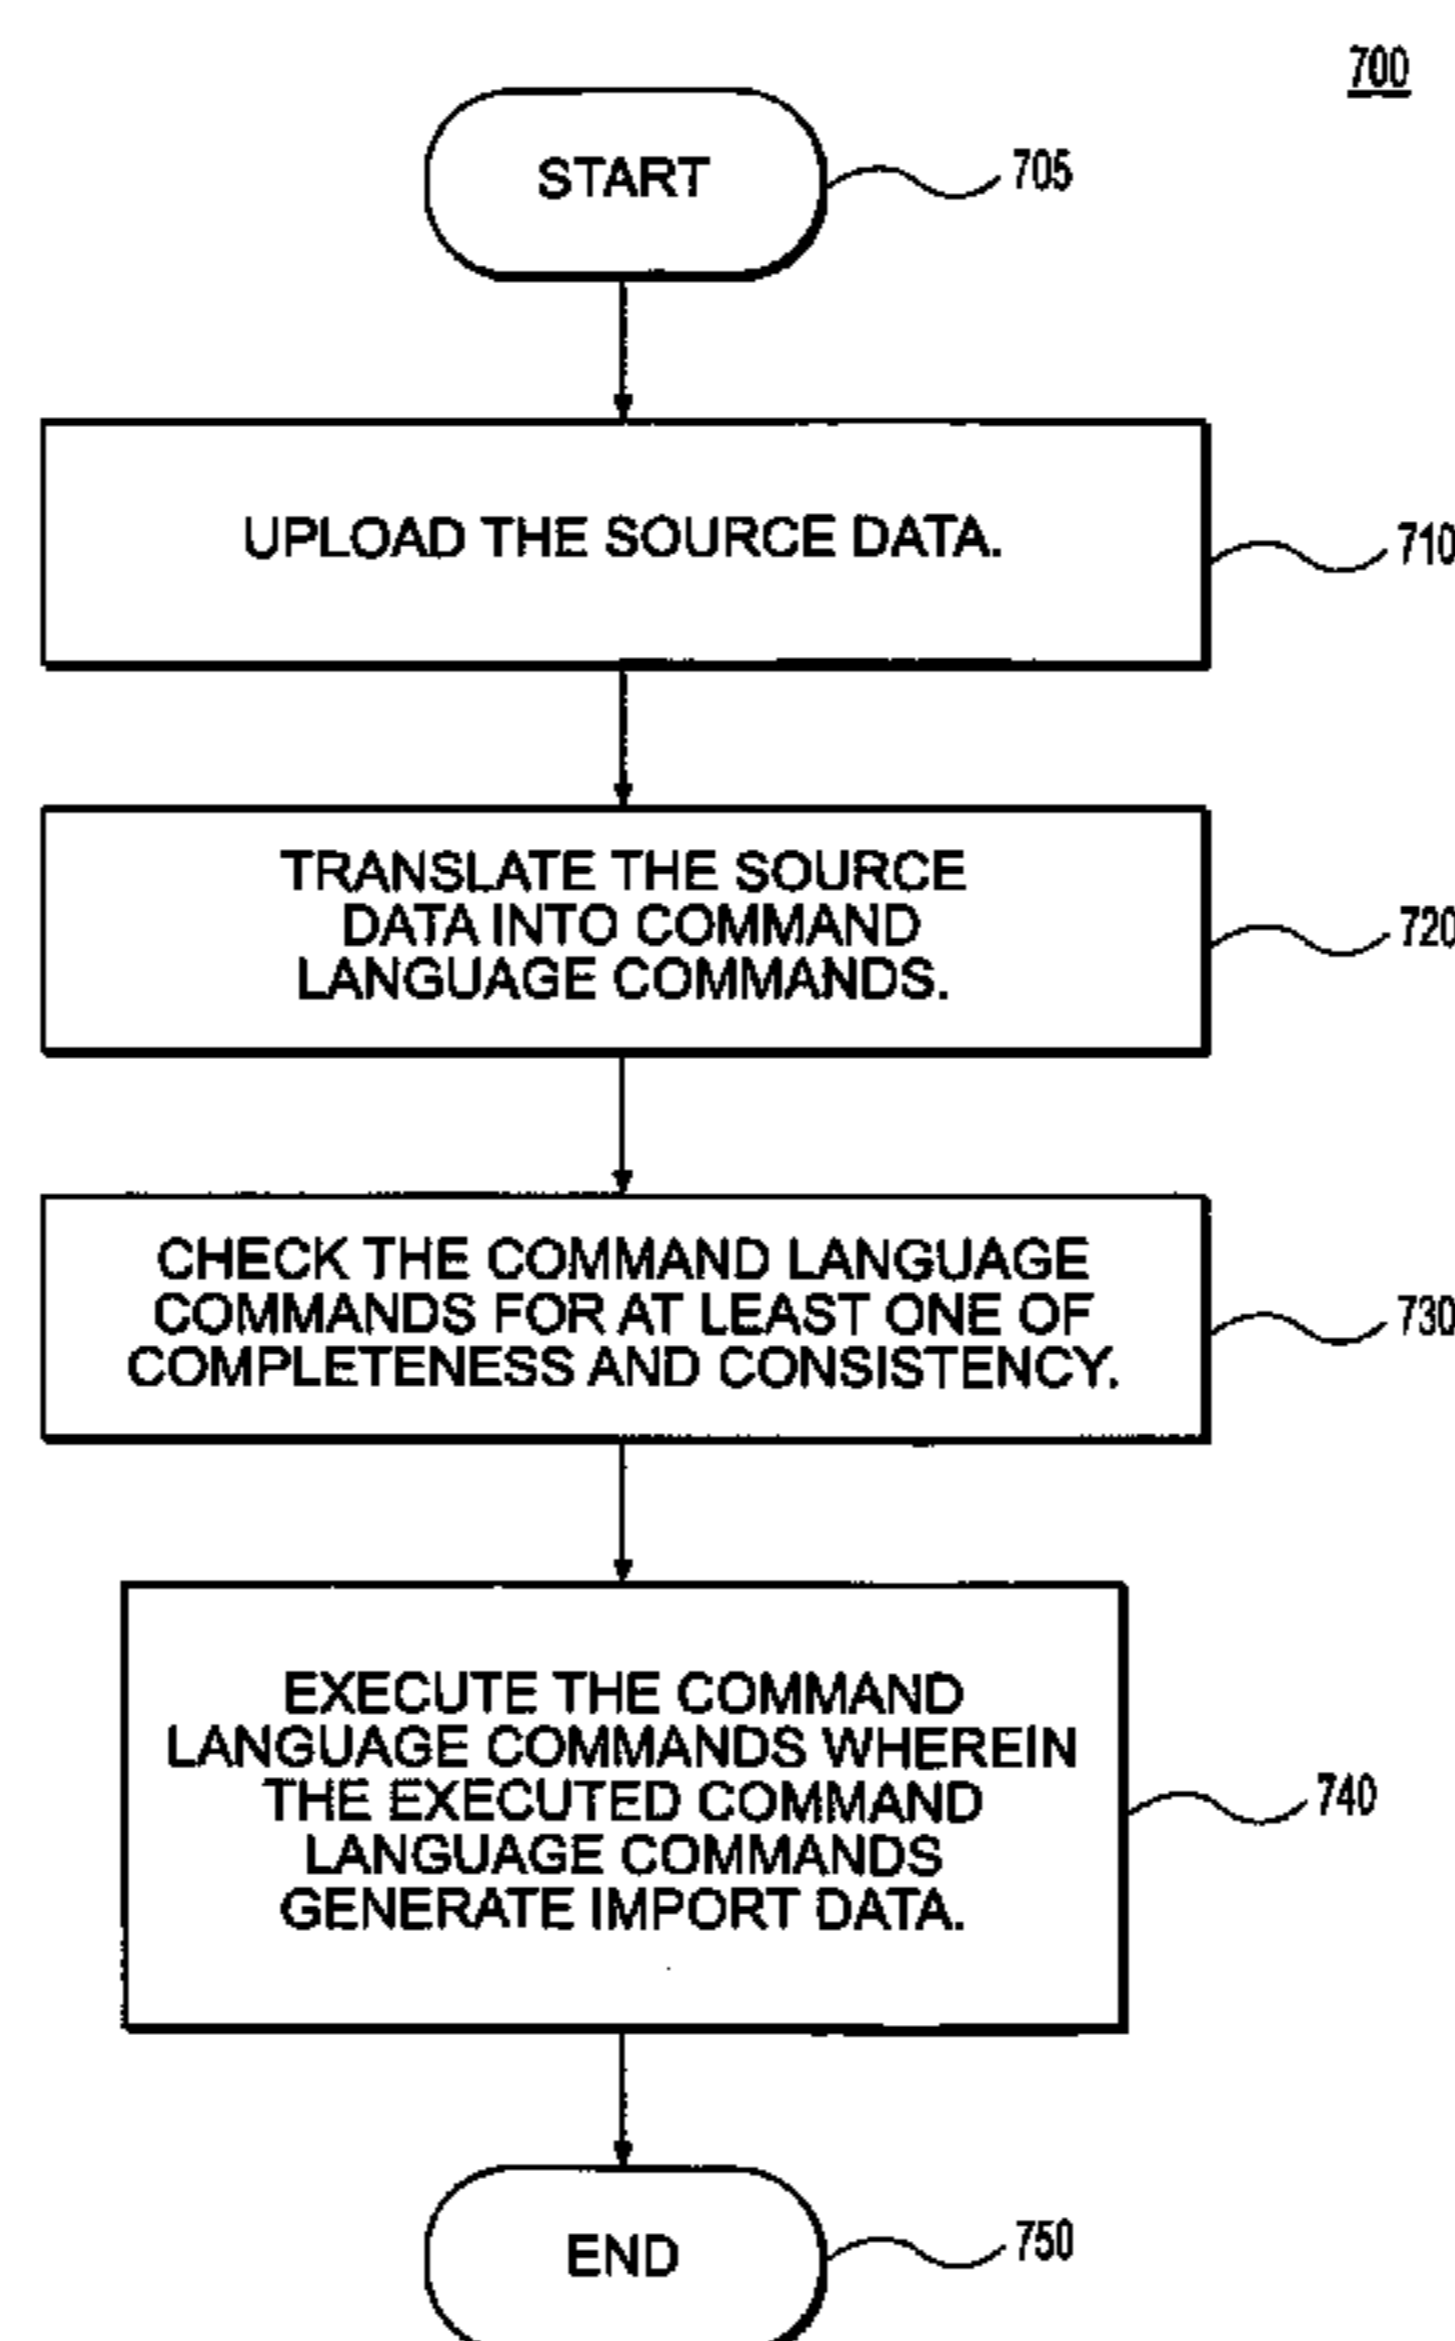 700
START
705
UPLOAD THE SOURCE DATA.
710
TRANSLATE THE SOURCE
DATA INTO COMMAND
LANGUAGE COMMANDS.
720
CHECK THE COMMAND LANGUAGE
COMMANDS FOR AT LEAST ONE OF
COMPLETENESS AND CONSISTENCY.
730
EXECUTE THE COMMAND
LANGUAGE COMMANDS WHEREIN
THE EXECUTED COMMAND
LANGUAGE COMMANDS
GENERATE IMPORT DATA.
740
END
750